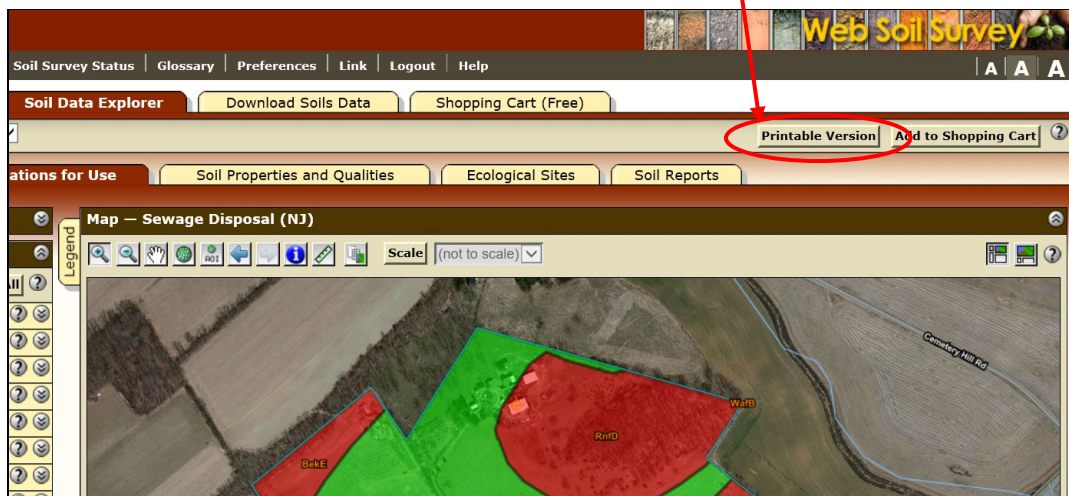 Web Soil Survey
Soil Survey Status | Glossary | Preferences | Link | Logout | Help
| A | A | A
Soil Data Explorer Download Soils Data Shopping Cart (Free)
Printable Version Add to Shopping Cart ?
ations for Use Soil Properties and Qualities Ecological Sites Soil Reports
Legend
Map — Sewage Disposal (NJ)
AOI i Scale (not to scale) ?
All ?
?
?
?
?
?
?
?
?
Cemetery Hill Rd
WafB
RnfD
BekE